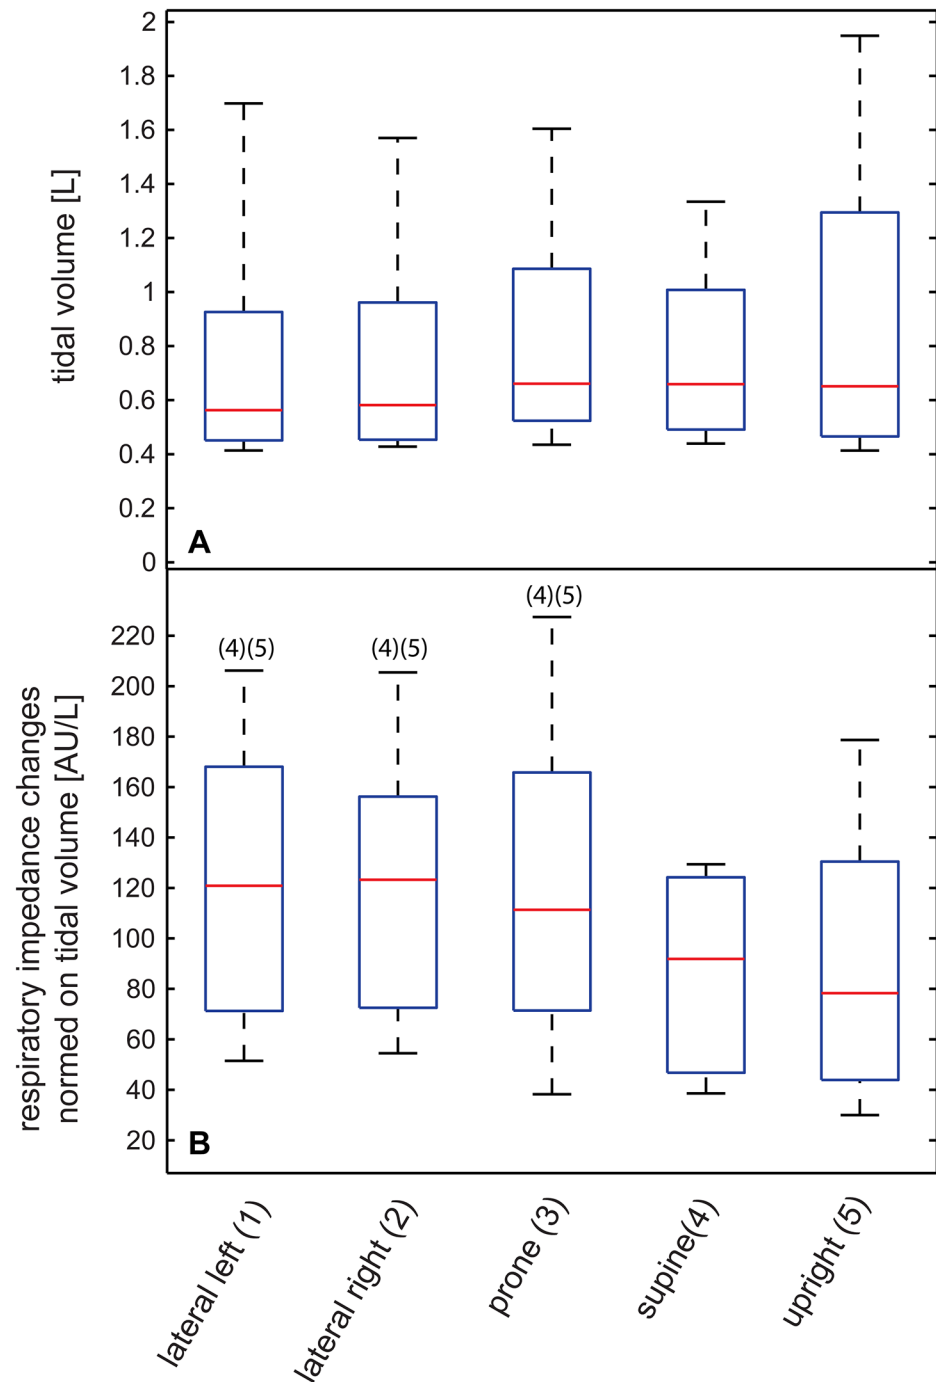 2
1.8
1.6
1.4
1.2
1
0.8
0.6
0.4
0.2
0
tidal volume [L]
A
(4)(5)
(4)(5)
(4)(5)
220
200
180
160
140
120
100
80
60
40
20
respiratory impedance changes
normed on tidal volume [AU/L]
B
lateral left (1)
lateral right (2)
prone (3)
supine(4)
upright (5)